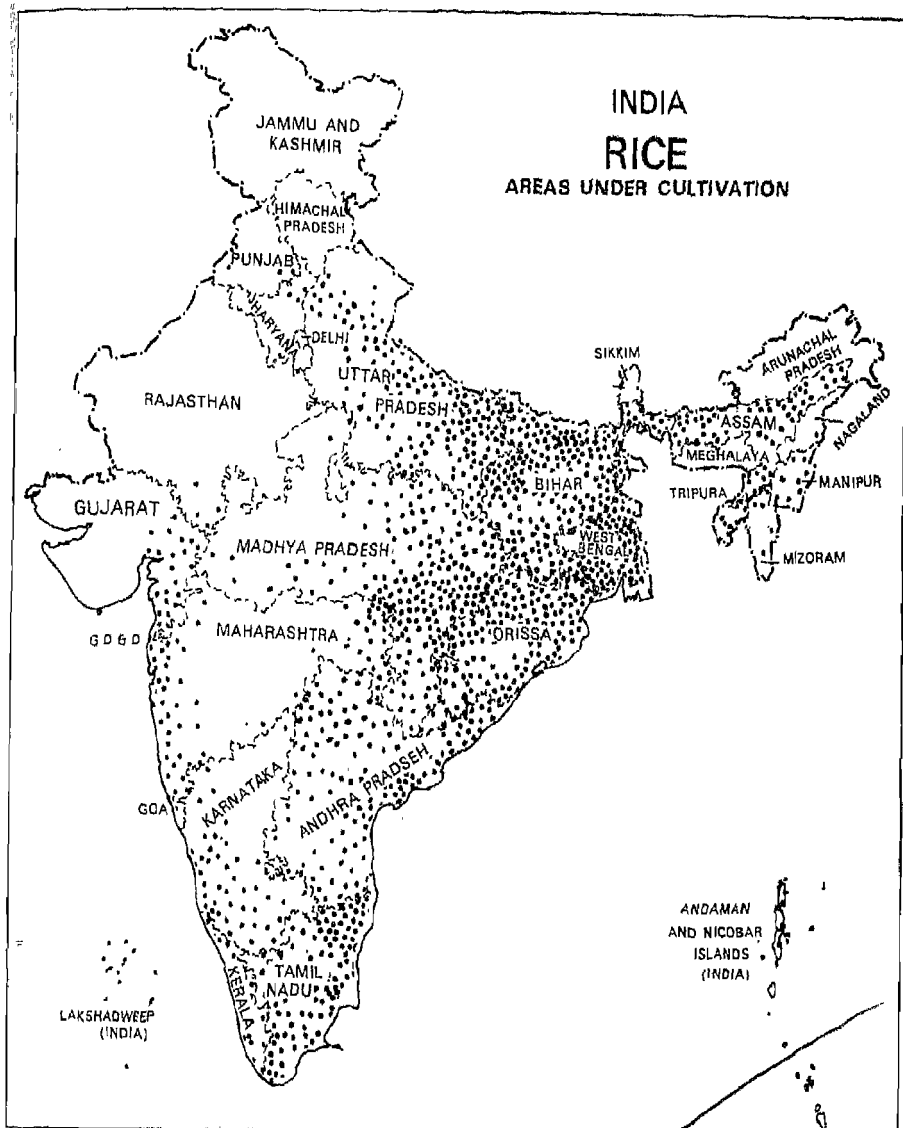 INDIA
RICE
AREAS UNDER CULTIVATION
JAMMU AND
KASHMIR
HIMACHAL
PRADESH
PUNJAB
HARYANA
DELHI
UTTAR
PRADESH
RAJASTHAN
SIKKIM
ARUNACHAL
PRADESH
ASSAM
NAGALAND
MEGHALAYA
MANIPUR
TRIPURA
MIZORAM
BIHAR
WEST
BENGAL
GUJARAT
MADHYA PRADESH
GDGD
MAHARASHTRA
ORISSA
KARNATAKA
GOA
ANDHRA PRADSEH
TAMIL
NADU
KERALA
LAKSHADWEEP
(INDIA)
ANDAMAN
AND NICOBAR
ISLANDS
(INDIA)